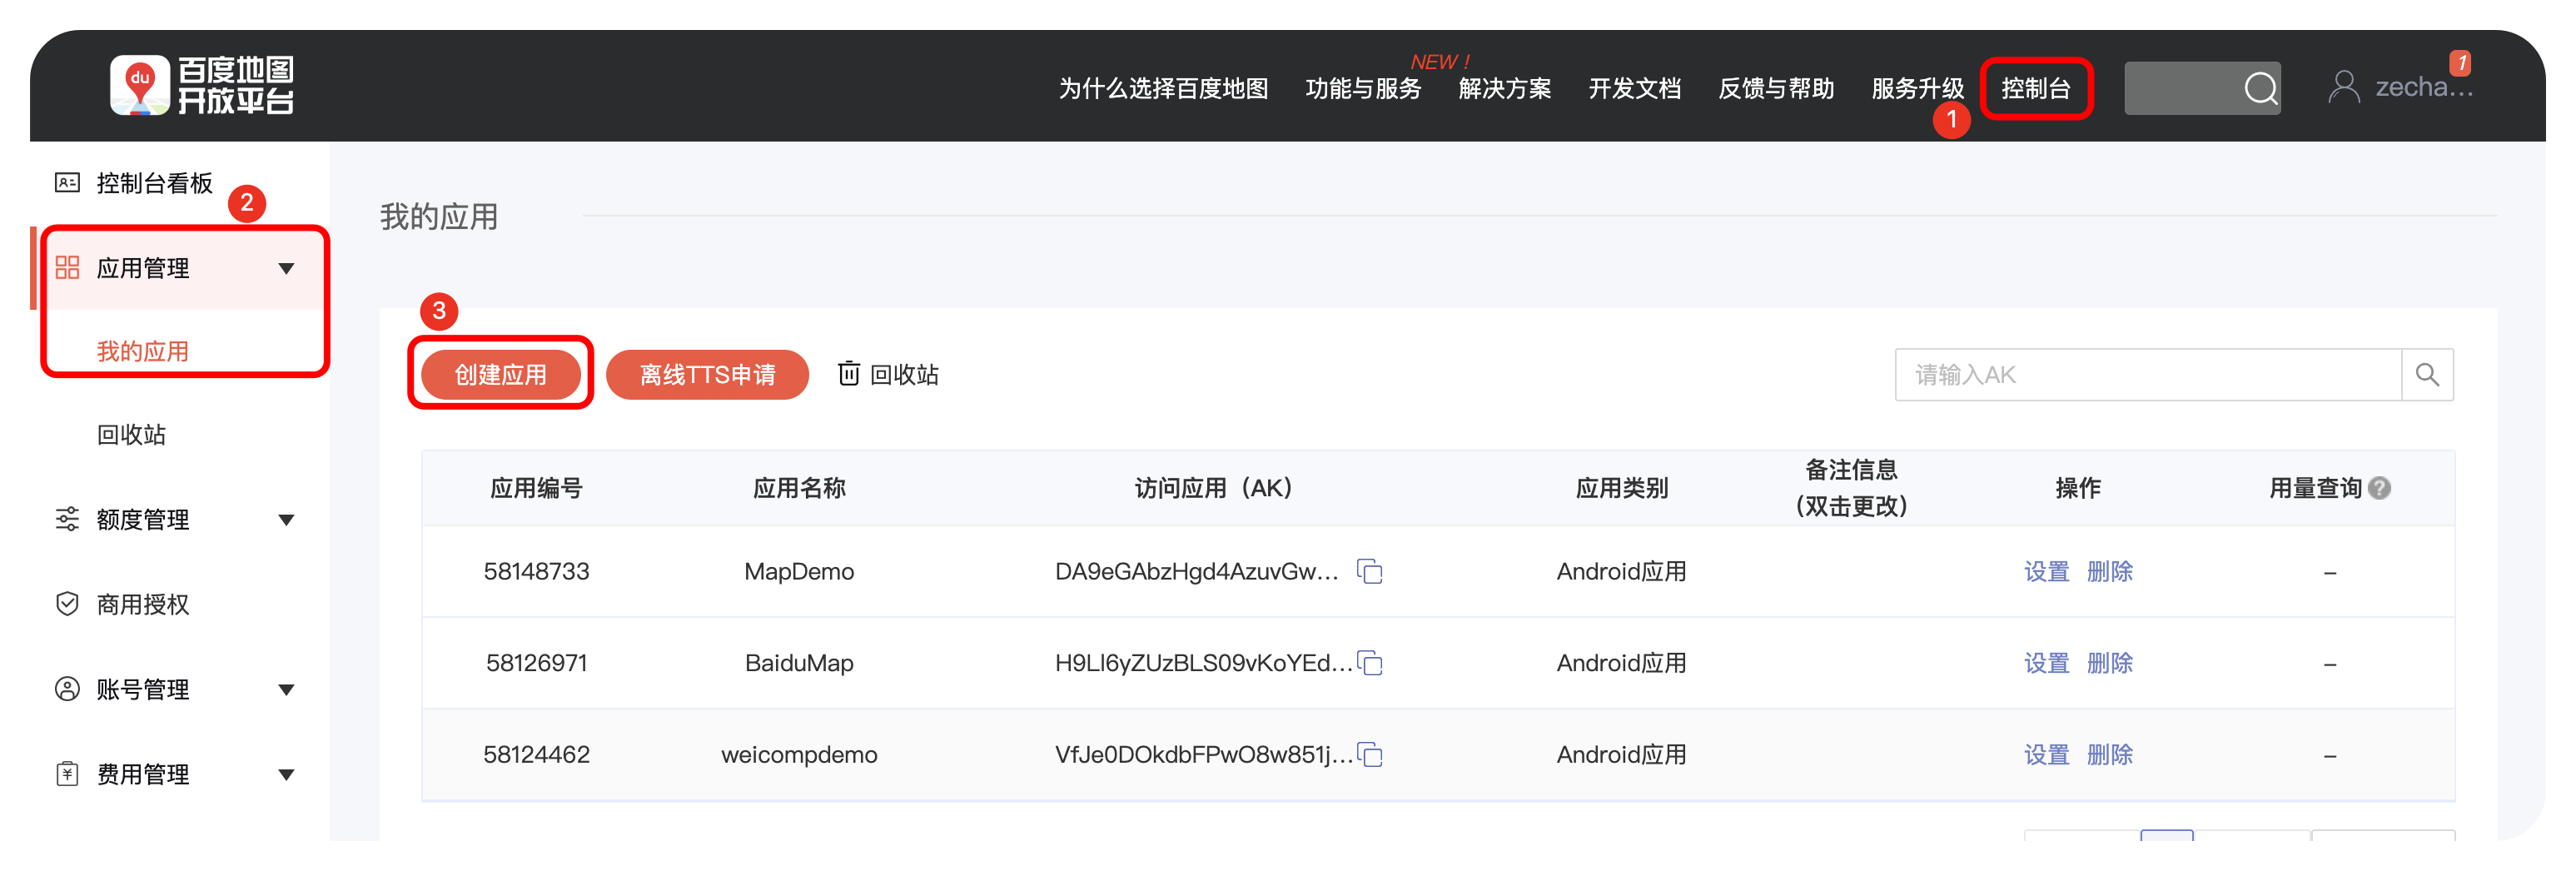 du
百度地图
开放平台
为什么选择百度地图
功能与服务
NEW !
解决方案
开发文档
反馈与帮助
服务升级
1
控制台
zecha...
1
控制台看板
2
应用管理
我的应用
回收站
额度管理
商用授权
账号管理
费用管理
我的应用
3
创建应用
离线TTS申请
回收站
请输入AK
应用编号 应用名称 访问应用（AK） 应用类别 备注信息（双击更改） 操作 用量查询 ?
58148733 MapDemo DA9eGAbzHgd4AzuvGw... Android应用 设置 删除 –
58126971 BaiduMap H9Ll6yZUzBLS09vKoYEd... Android应用 设置 删除 –
58124462 weicompdemo VfJe0DOkdbFPwO8w851j... Android应用 设置 删除 –